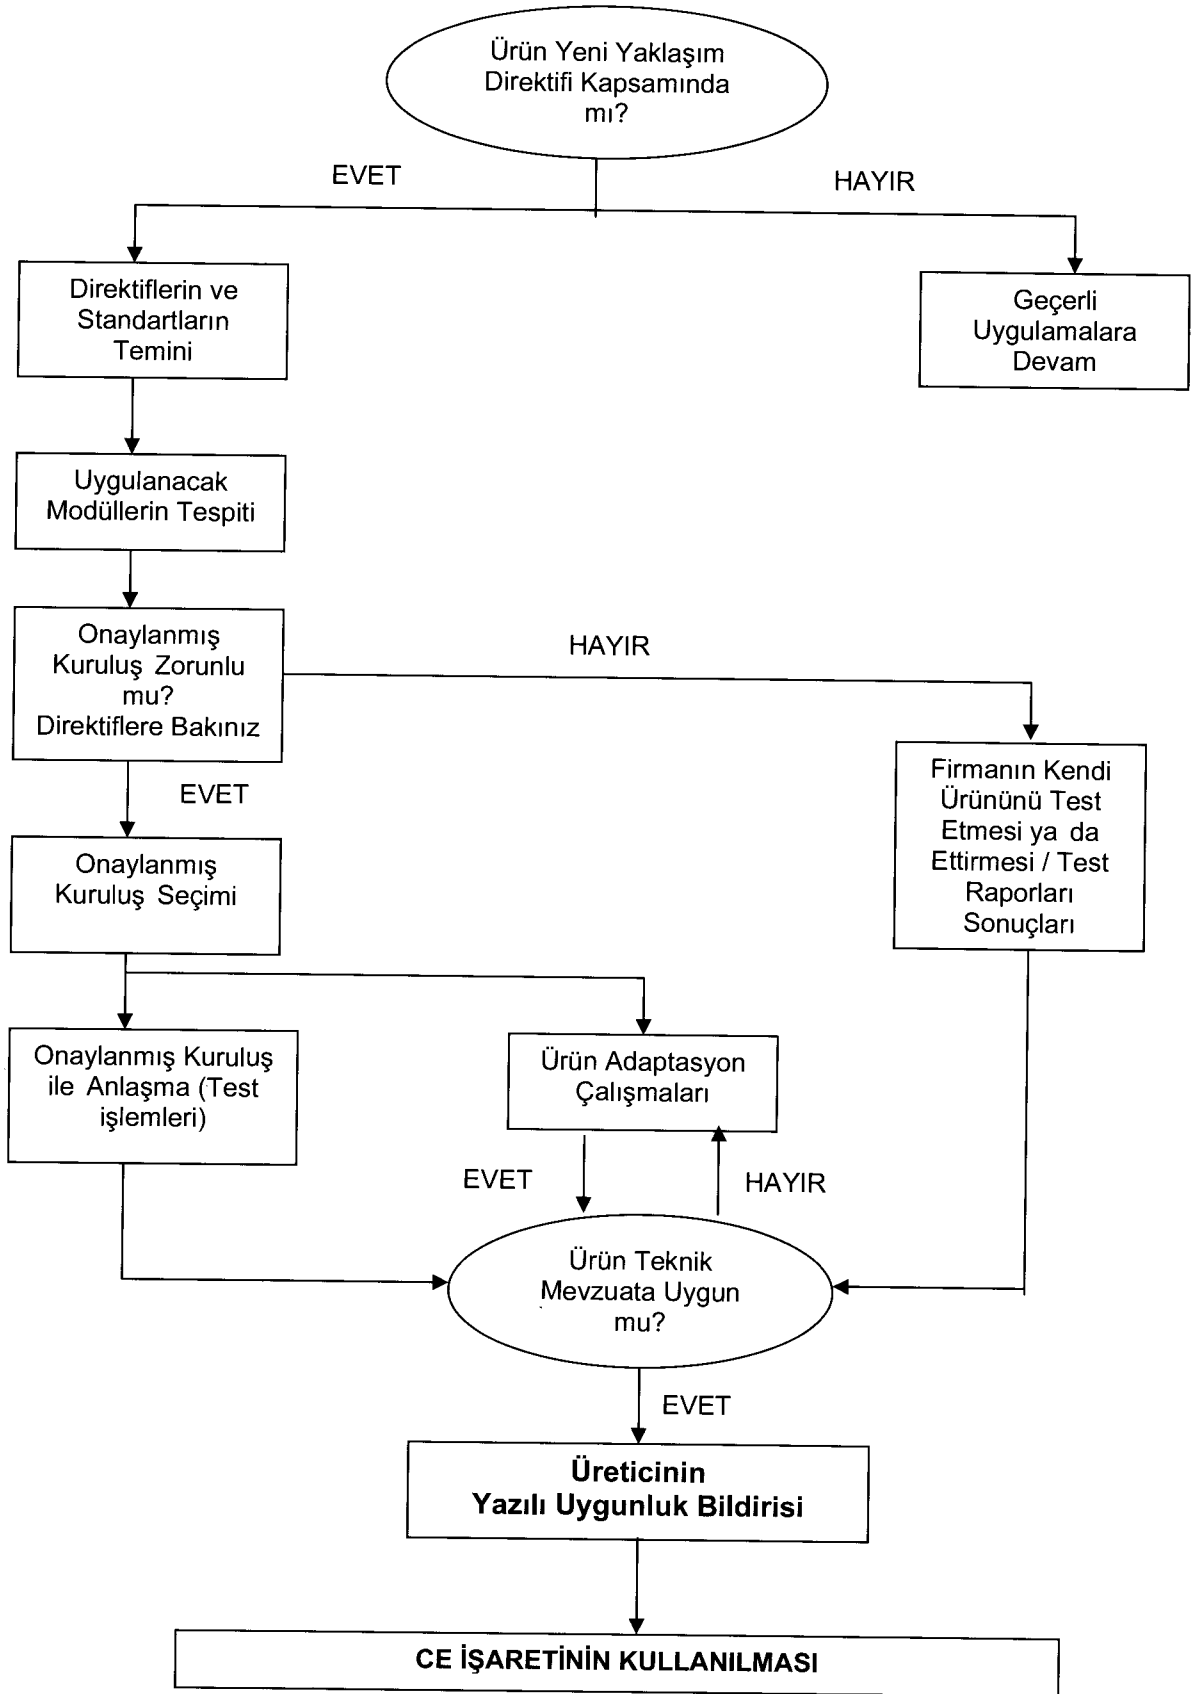 Ürün Yeni Yaklaşım
Direktifi Kapsamında
mı?
EVET
HAYIR
Direktiflerin ve
Standartların
Temini
Geçerli
Uygulamalara
Devam
Uygulanacak
Modüllerin Tespiti
Onaylanmış
Kuruluş Zorunlu
mu?
Direktiflere Bakınız
HAYIR
EVET
Firmanın Kendi
Ürününü Test
Etmesi ya da
Ettirmesi / Test
Raporları
Sonuçları
Onaylanmış
Kuruluş Seçimi
Onaylanmış Kuruluş
ile Anlaşma (Test
işlemleri)
Ürün Adaptasyon
Çalışmaları
EVET
HAYIR
Ürün Teknik
Mevzuata Uygun
mu?
EVET
Üreticinin
Yazılı Uygunluk Bildirisi
CE İŞARETİNİN KULLANILMASI